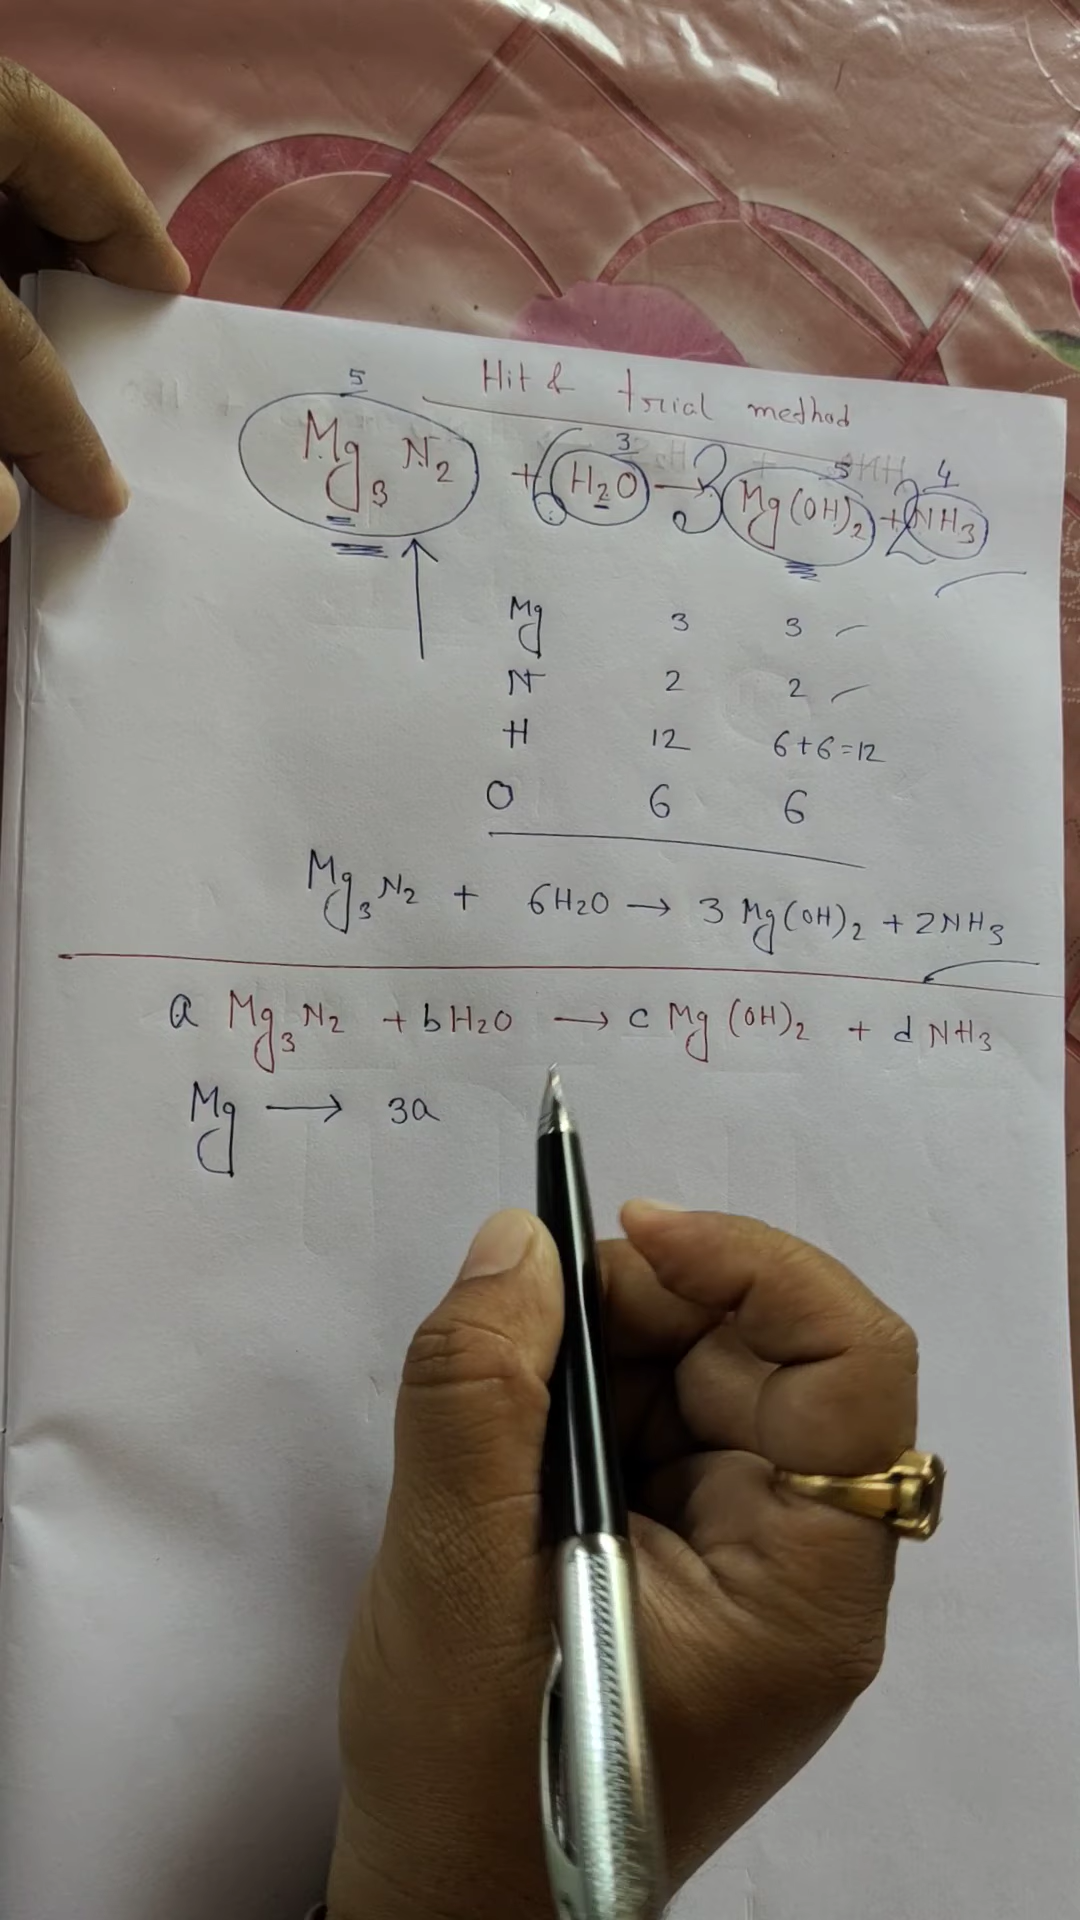 Hit & trial method
5 3 5 4
Mg3N2 + 6 H2O → 3 Mg(OH)2 + 2 NH3
Mg 3 3
N 2 2
H 12 6+6=12
O 6 6
Mg3N2 + 6H2O → 3 Mg(OH)2 + 2NH3
a Mg3N2 + bH2O → c Mg(OH)2 + d NH3
Mg → 3a